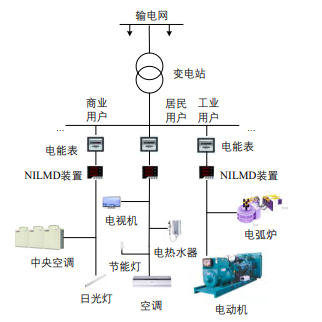 输电网
变电站
商业
用户
居民
用户
工业
用户
...
...
电能表
电能表
NILMD装置
NILMD装置
电视机
电弧炉
电热水器
中央空调
节能灯
日光灯
空调
电动机